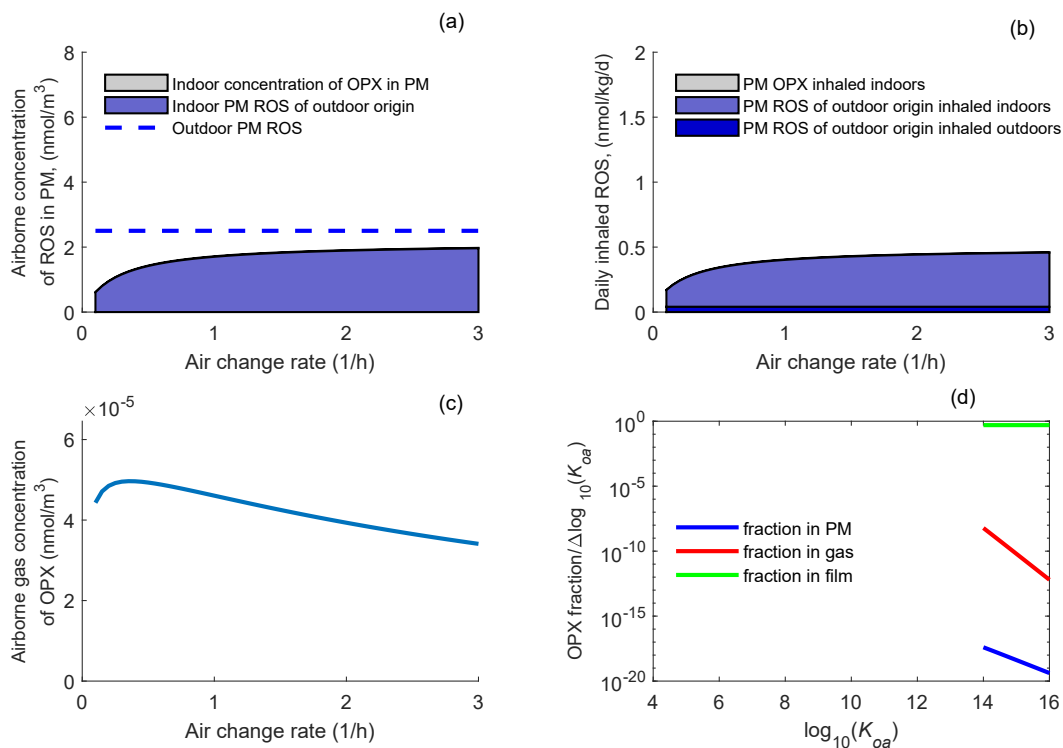 (a)
Airborne concentration
of ROS in PM, (nmol/m³)
8
6
4
2
0
Indoor concentration of OPX in PM
Indoor PM ROS of outdoor origin
Outdoor PM ROS
0 1 2 3
Air change rate (1/h)
(b)
Daily inhaled ROS, (nmol/kg/d)
2
1.5
1
0.5
0
PM OPX inhaled indoors
PM ROS of outdoor origin inhaled indoors
PM ROS of outdoor origin inhaled outdoors
0 1 2 3
Air change rate (1/h)
(c)
×10⁻⁵
Airborne gas concentration
of OPX (nmol/m³)
6
4
2
0
0 1 2 3
Air change rate (1/h)
(d)
OPX fraction/Δlog₁₀(Kₒₐ)
10⁰
10⁻⁵
10⁻¹⁰
10⁻¹⁵
10⁻²⁰
fraction in PM
fraction in gas
fraction in film
4 6 8 10 12 14 16
log₁₀(Kₒₐ)